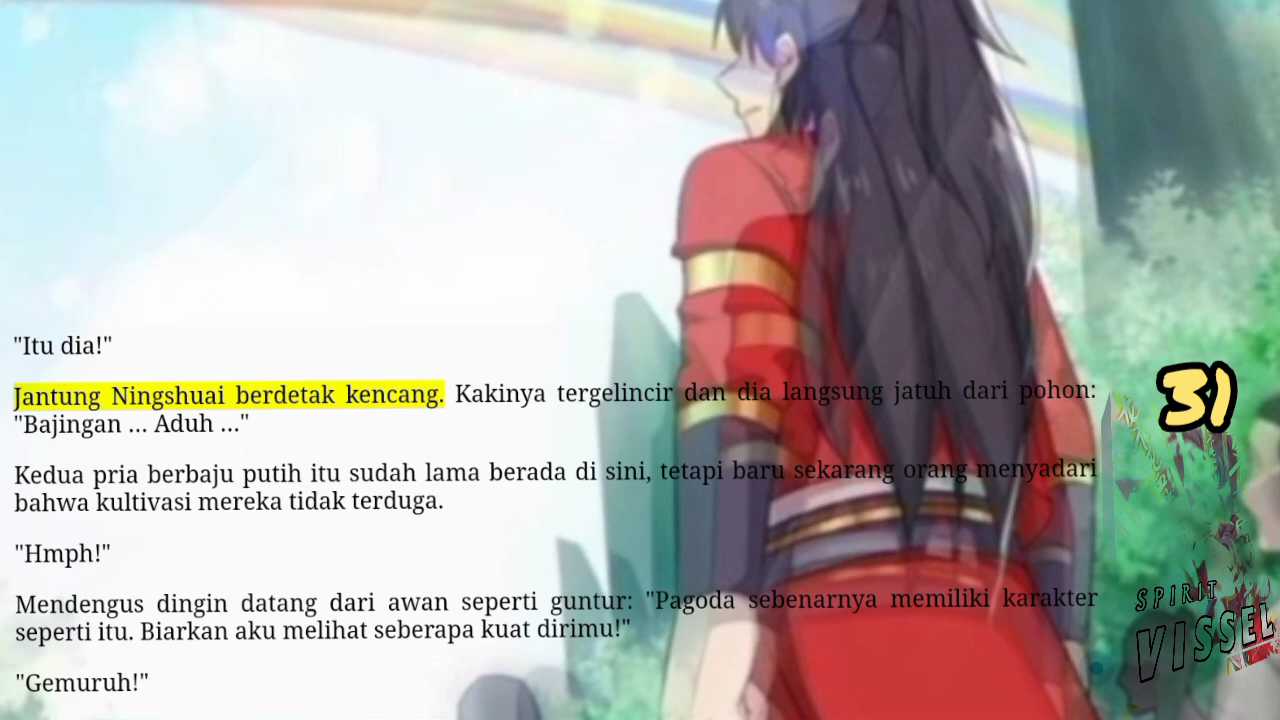 "Itu dia!"
Jantung Ningshuai berdetak kencang. Kakinya tergelincir dan dia langsung jatuh dari pohon:
"Bajingan ... Aduh ..."
Kedua pria berbaju putih itu sudah lama berada di sini, tetapi baru sekarang orang menyadari
bahwa kultivasi mereka tidak terduga.
"Hmph!"
Mendengus dingin datang dari awan seperti guntur: "Pagoda sebenarnya memiliki karakter
seperti itu. Biarkan aku melihat seberapa kuat dirimu!"
"Gemuruh!"
31
SPIRIT
VISSEL